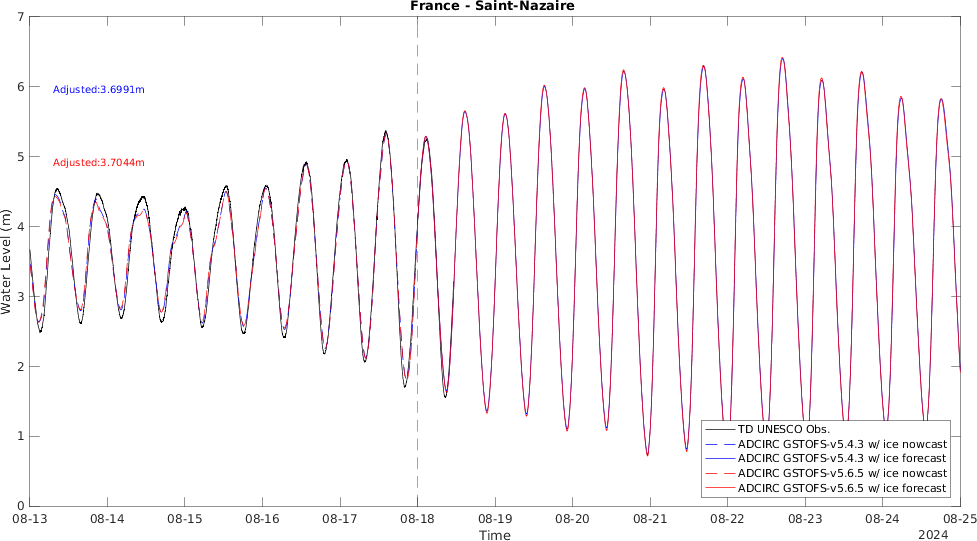 France - Saint-Nazaire
7
6
5
4
3
2
1
0
Water Level (m)
Adjusted:3.6991m
Adjusted:3.7044m
TD UNESCO Obs.
ADCIRC GSTOFS-v5.4.3 w/ ice nowcast
ADCIRC GSTOFS-v5.4.3 w/ ice forecast
ADCIRC GSTOFS-v5.6.5 w/ ice nowcast
ADCIRC GSTOFS-v5.6.5 w/ ice forecast
08-13 08-14 08-15 08-16 08-17 08-18 08-19 08-20 08-21 08-22 08-23 08-24 08-25
Time
2024